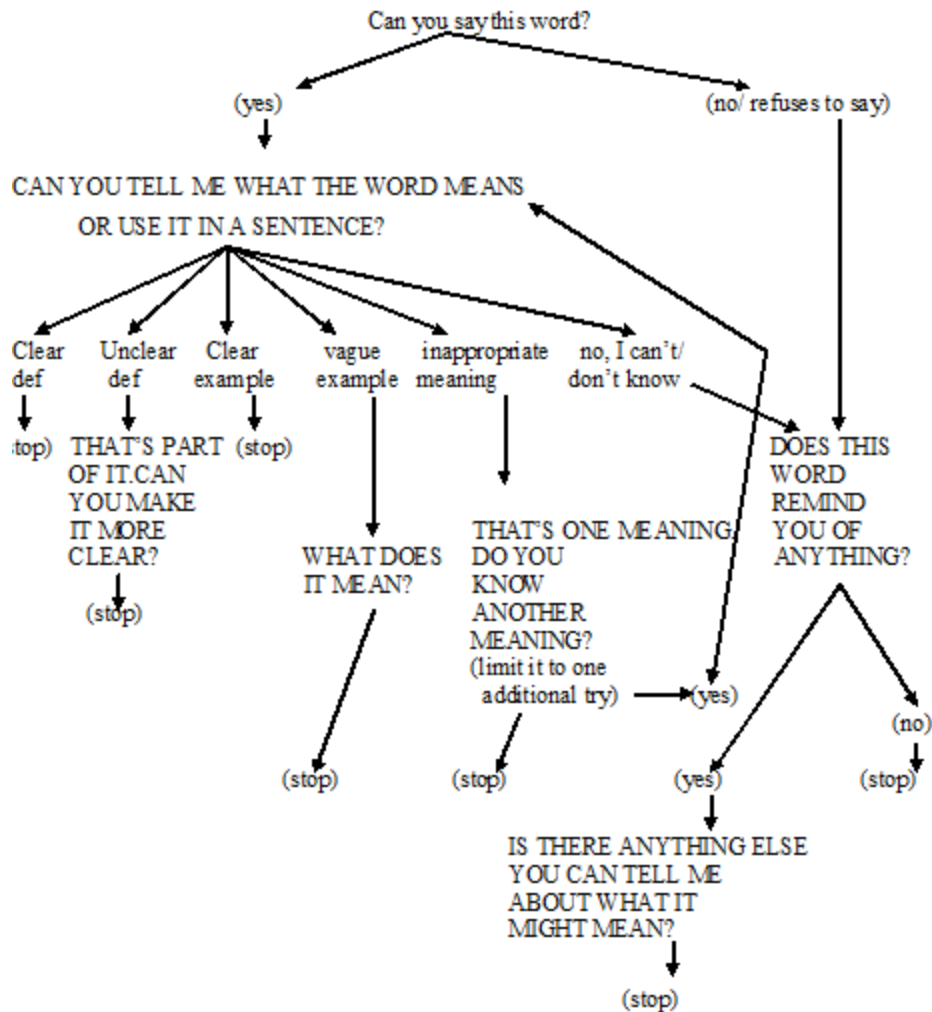 Can you say this word?
(yes)
(no/ refuses to say)
CAN YOU TELL ME WHAT THE WORD MEANS
OR USE IT IN A SENTENCE?
Clear
def
Unclear
def
Clear
example
vague
example
inappropriate
meaning
no, I can't/
don't know
top)
THAT'S PART
OF IT.CAN
YOU MAKE
IT MORE
CLEAR?
(stop)
(stop)
WHAT DOES
IT MEAN?
(stop)
THAT'S ONE MEANING
DO YOU
KNOW
ANOTHER
MEANING?
(limit it to one
additional try)
(yes)
(stop)
DOES THIS
WORD
REMIND
YOU OF
ANYTHING?
(no)
(stop)
(yes)
IS THERE ANYTHING ELSE
YOU CAN TELL ME
ABOUT WHAT IT
MIGHT MEAN?
(stop)